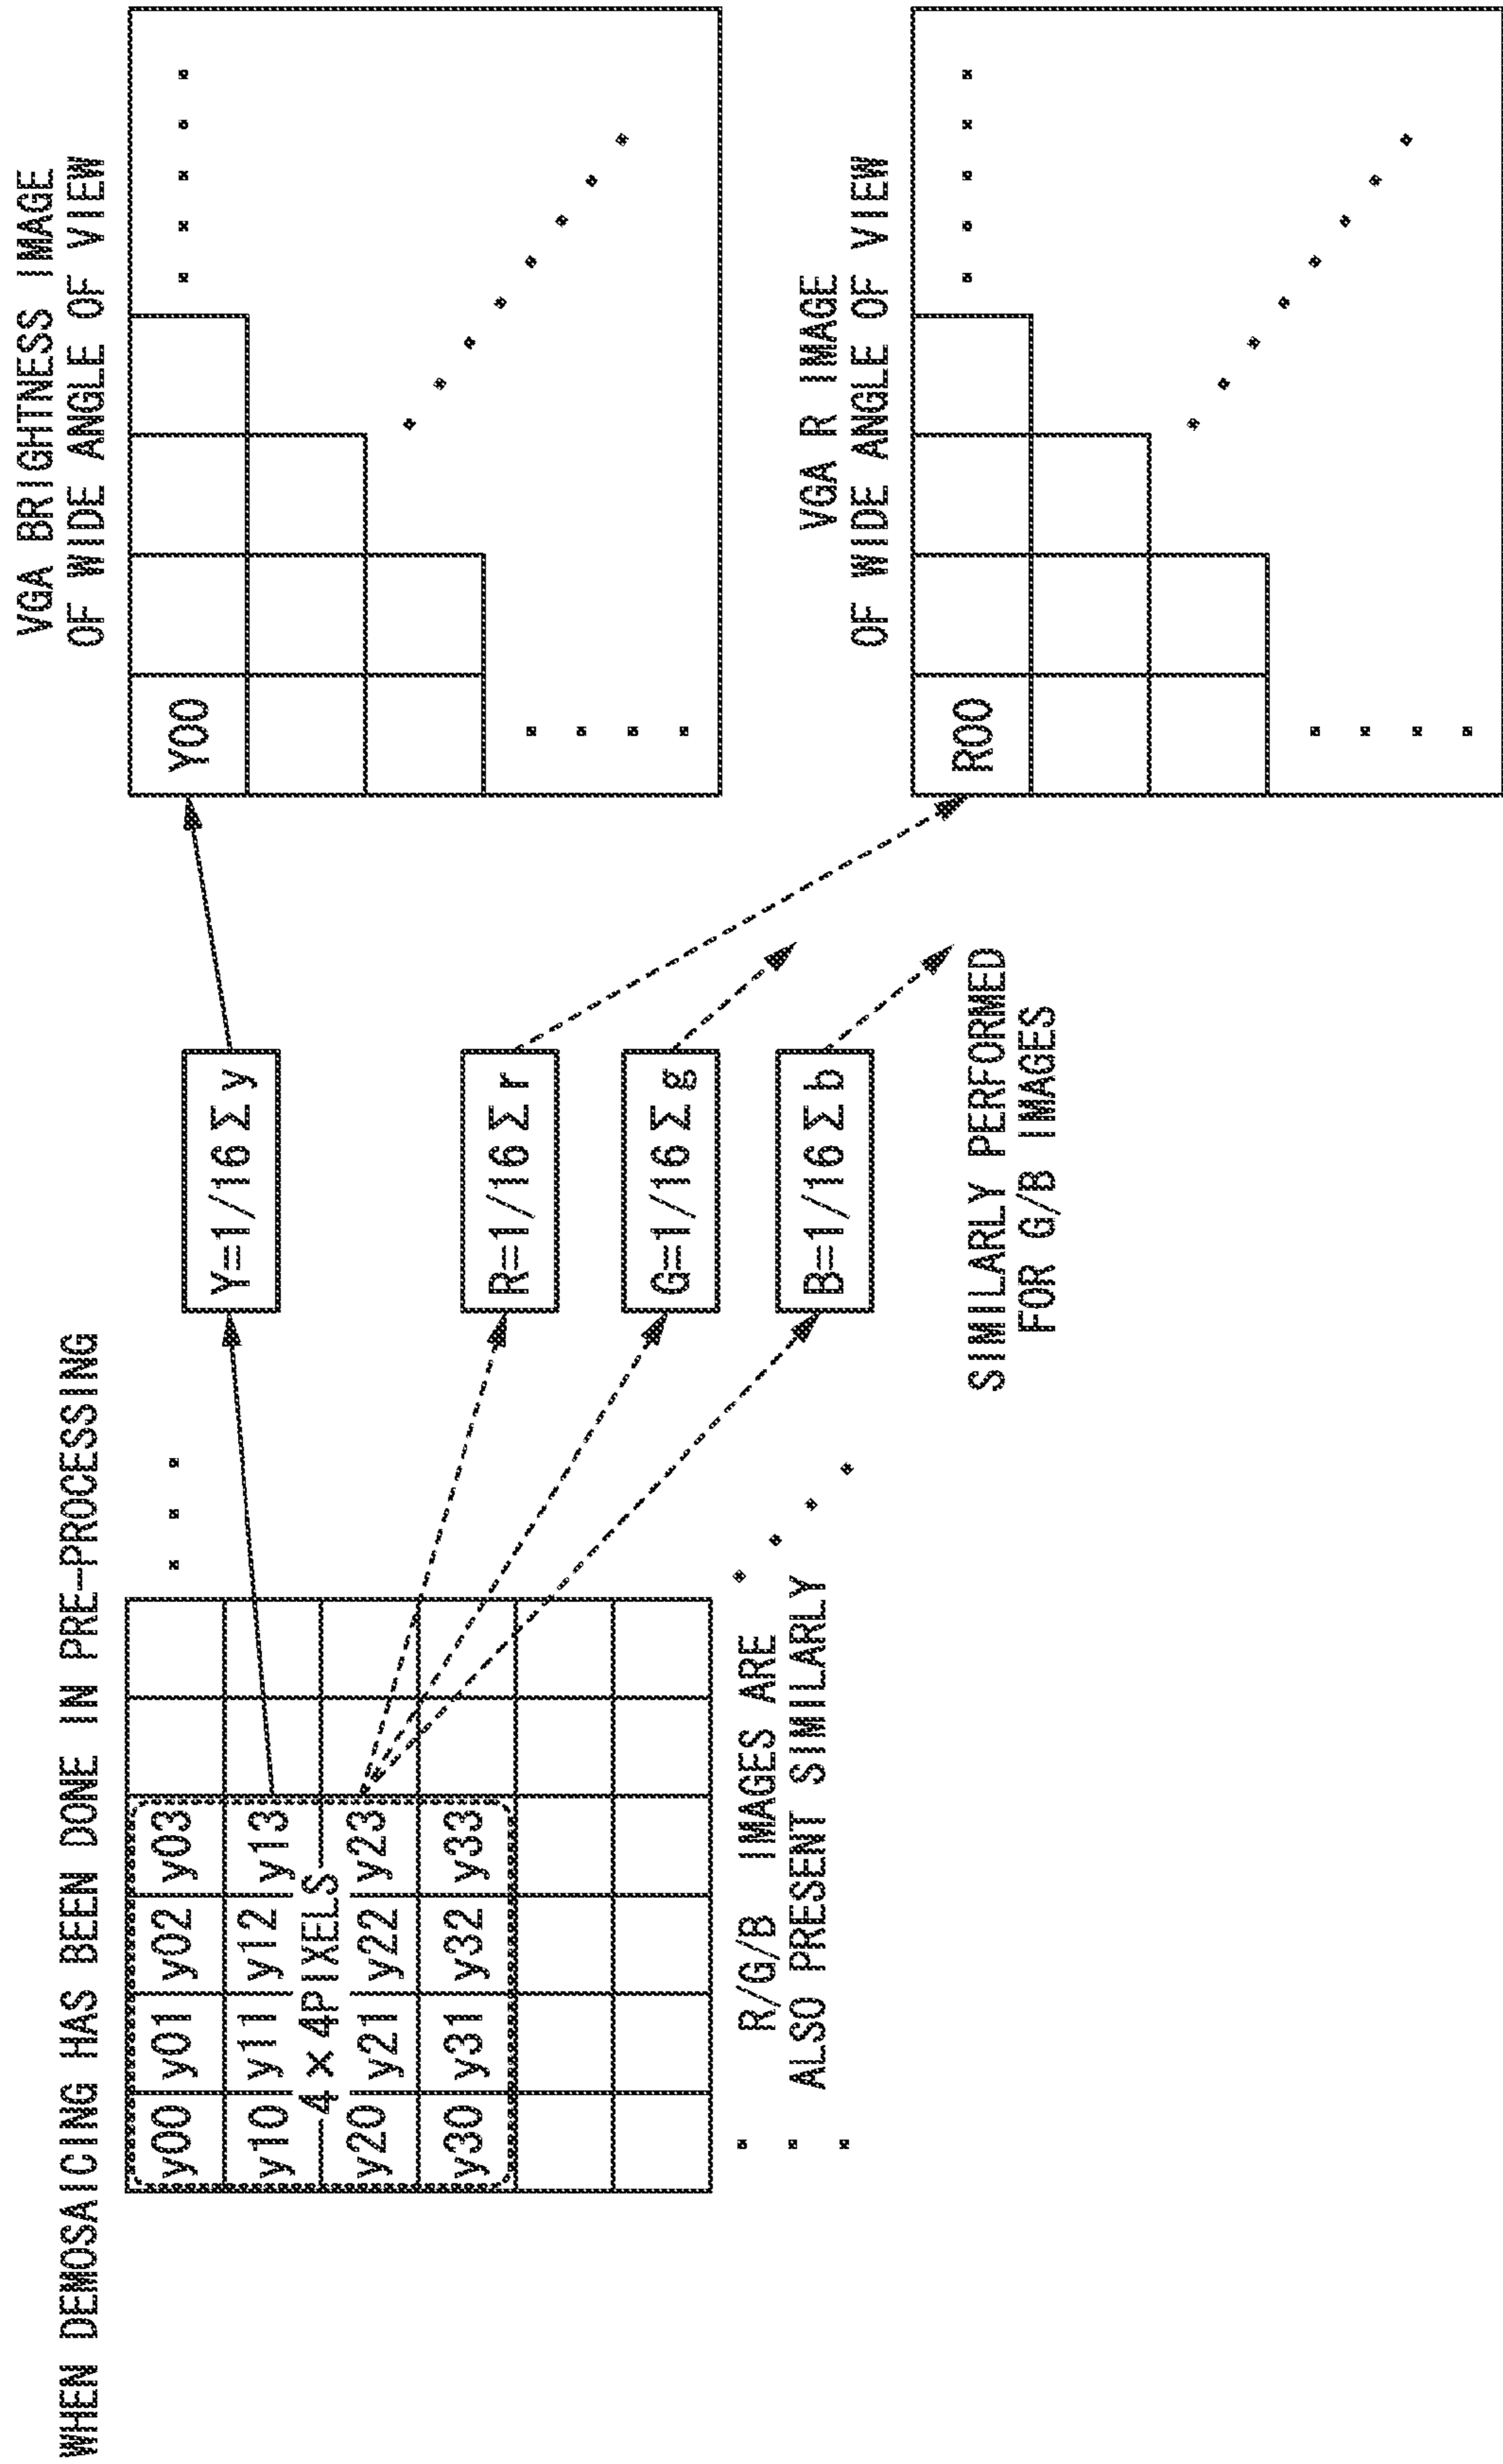 WHEN DEMOSAICING HAS BEEN DONE IN PRE-PROCESSING
y00 y01 y02 y03
y10 y11 y12 y13
4×4PIXELS
y20 y21 y22 y23
y30 y31 y32 y33
R/G/B IMAGES ARE
ALSO PRESENT SIMILARLY
Y=1/16Σy
R=1/16Σr
G=1/16Σg
B=1/16Σb
SIMILARLY PERFORMED
FOR G/B IMAGES
VGA BRIGHTNESS IMAGE
OF WIDE ANGLE OF VIEW
Y00
VGA R IMAGE
OF WIDE ANGLE OF VIEW
R00